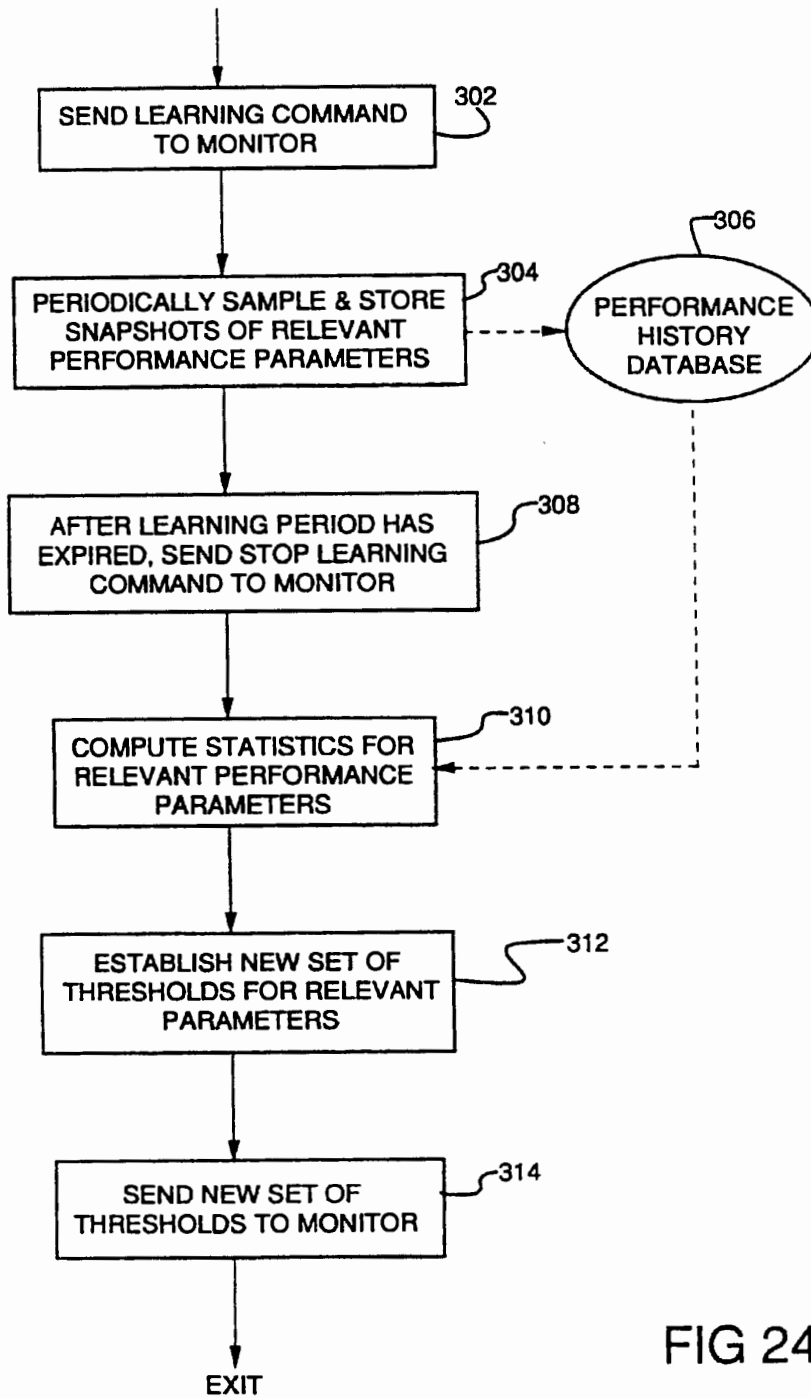 SEND LEARNING COMMAND
TO MONITOR
302
PERIODICALLY SAMPLE & STORE
SNAPSHOTS OF RELEVANT
PERFORMANCE PARAMETERS
304
306
PERFORMANCE
HISTORY
DATABASE
AFTER LEARNING PERIOD HAS
EXPIRED, SEND STOP LEARNING
COMMAND TO MONITOR
308
COMPUTE STATISTICS FOR
RELEVANT PERFORMANCE
PARAMETERS
310
ESTABLISH NEW SET OF
THRESHOLDS FOR RELEVANT
PARAMETERS
312
SEND NEW SET OF
THRESHOLDS TO MONITOR
314
EXIT
FIG 24